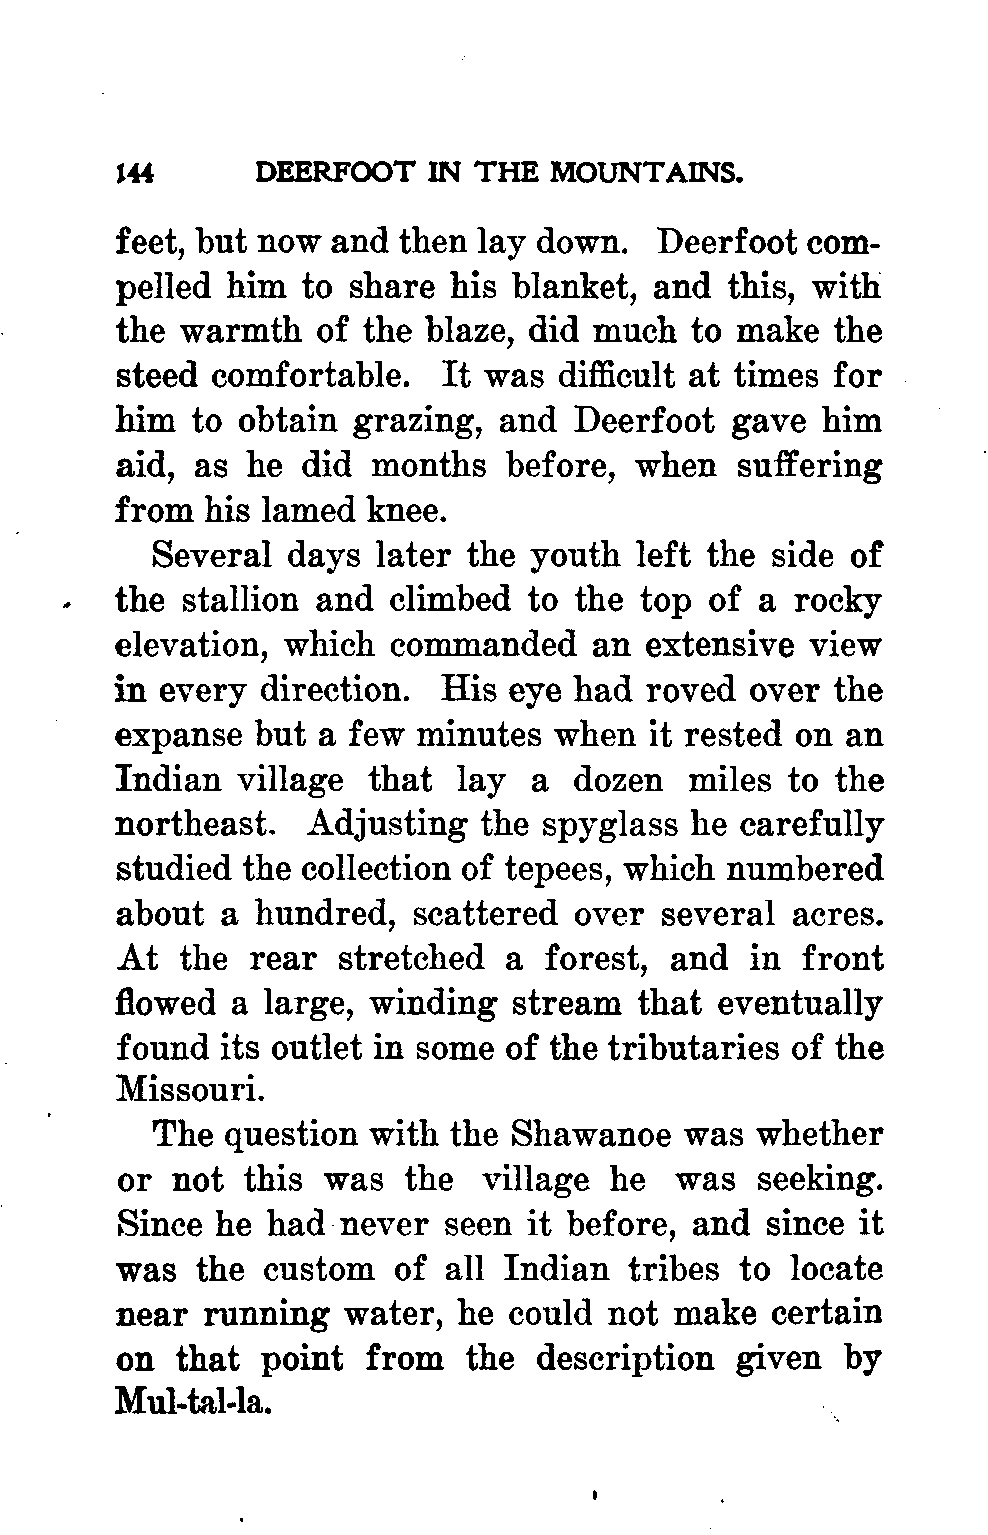 144 DEERFOOT IN THE MOUNTAINS.
feet, but now and then lay down. Deerfoot com-
pelled him to share his blanket, and this, with
the warmth of the blaze, did much to make the
steed comfortable. It was difficult at times for
him to obtain grazing, and Deerfoot gave him
aid, as he did months before, when suffering
from his lamed knee.
Several days later the youth left the side of
the stallion and climbed to the top of a rocky
elevation, which commanded an extensive view
in every direction. His eye had roved over the
expanse but a few minutes when it rested on an
Indian village that lay a dozen miles to the
northeast. Adjusting the spyglass he carefully
studied the collection of tepees, which numbered
about a hundred, scattered over several acres.
At the rear stretched a forest, and in front
flowed a large, winding stream that eventually
found its outlet in some of the tributaries of the
Missouri.
The question with the Shawanoe was whether
or not this was the village he was seeking.
Since he had never seen it before, and since it
was the custom of all Indian tribes to locate
near running water, he could not make certain
on that point from the description given by
Mul-tal-la.